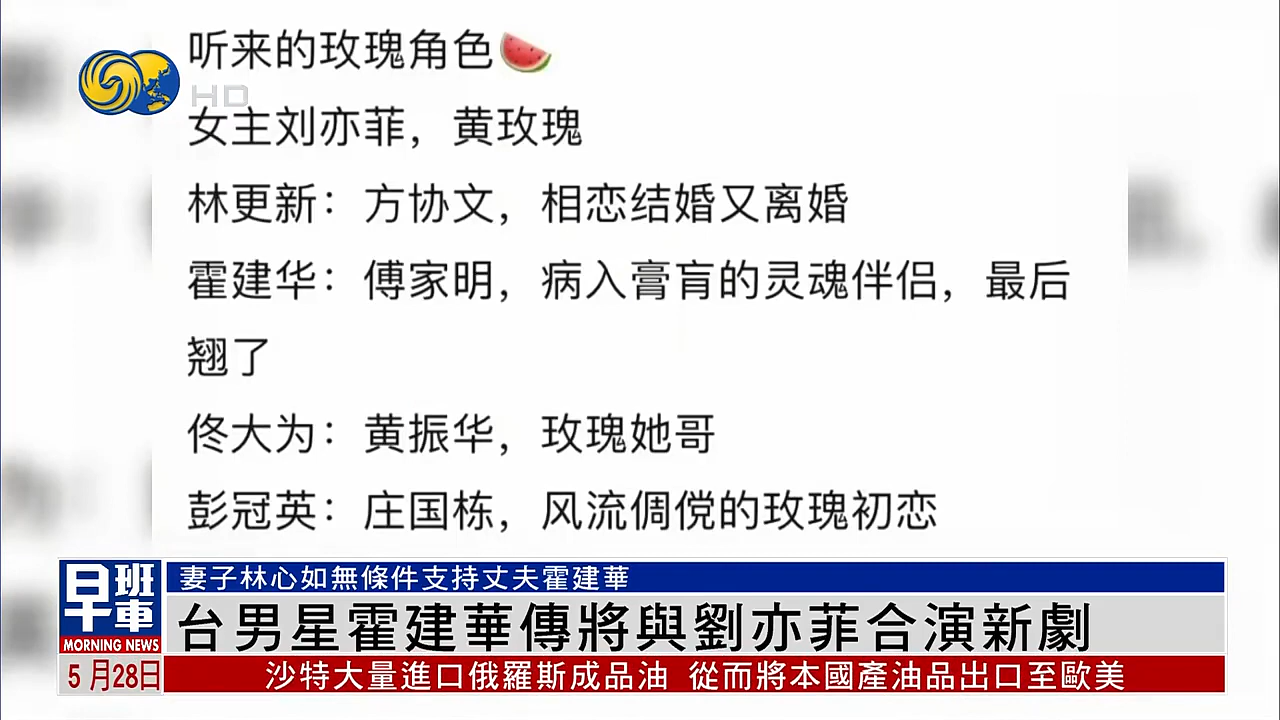 听来的玫瑰角色🍉
HD
女主刘亦菲，黄玫瑰
林更新：方协文，相恋结婚又离婚
霍建华：傅家明，病入膏肓的灵魂伴侣，最后
翘了
佟大为：黄振华，玫瑰她哥
彭冠英：庄国栋，风流倜傥的玫瑰初恋
早班車
MORNING NEWS
妻子林心如無條件支持丈夫霍建華
台男星霍建華傳將與劉亦菲合演新劇
5月28日
沙特大量進口俄羅斯成品油 從而將本國產油品出口至歐美